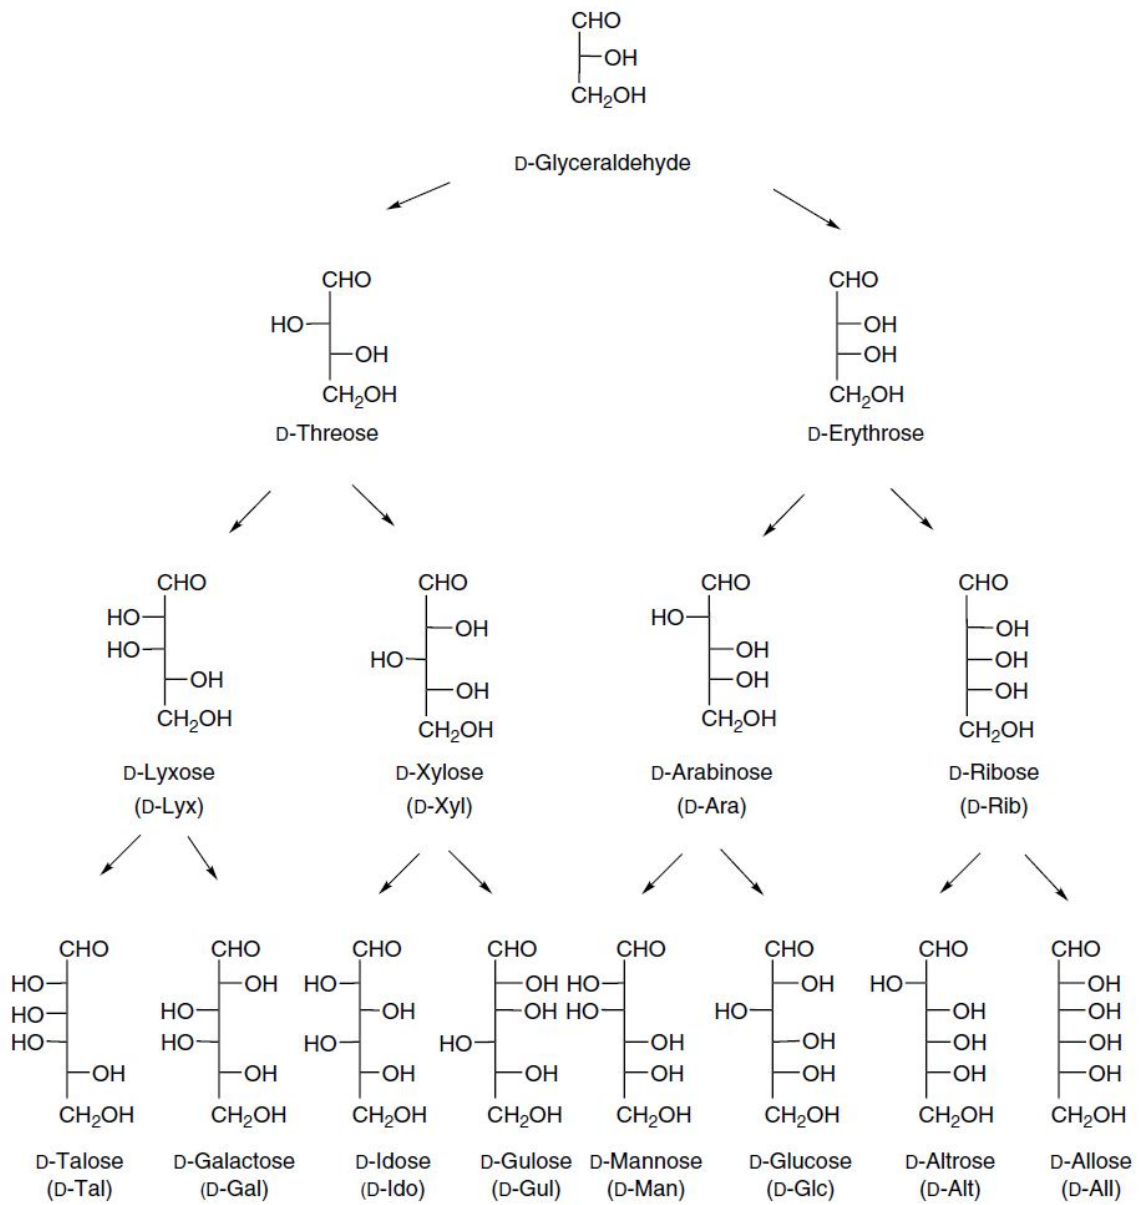 CHO
OH
CH2OH
D-Glyceraldehyde
CHO
HO
OH
CH2OH
D-Threose
CHO
OH
OH
CH2OH
D-Erythrose
CHO
HO
HO
OH
CH2OH
D-Lyxose
(D-Lyx)
CHO
OH
HO
OH
CH2OH
D-Xylose
(D-Xyl)
CHO
HO
OH
OH
CH2OH
D-Arabinose
(D-Ara)
CHO
OH
OH
OH
CH2OH
D-Ribose
(D-Rib)
CHO
HO
HO
HO
OH
CH2OH
D-Talose
(D-Tal)
CHO
OH
HO
HO
OH
CH2OH
D-Galactose
(D-Gal)
CHO
HO
OH
HO
OH
CH2OH
D-Idose
(D-Ido)
CHO
OH
OH
HO
OH
CH2OH
D-Gulose
(D-Gul)
CHO
HO
HO
OH
OH
CH2OH
D-Mannose
(D-Man)
CHO
OH
HO
OH
OH
CH2OH
D-Glucose
(D-Glc)
CHO
HO
OH
OH
OH
CH2OH
D-Altrose
(D-Alt)
CHO
OH
OH
OH
OH
CH2OH
D-Allose
(D-All)